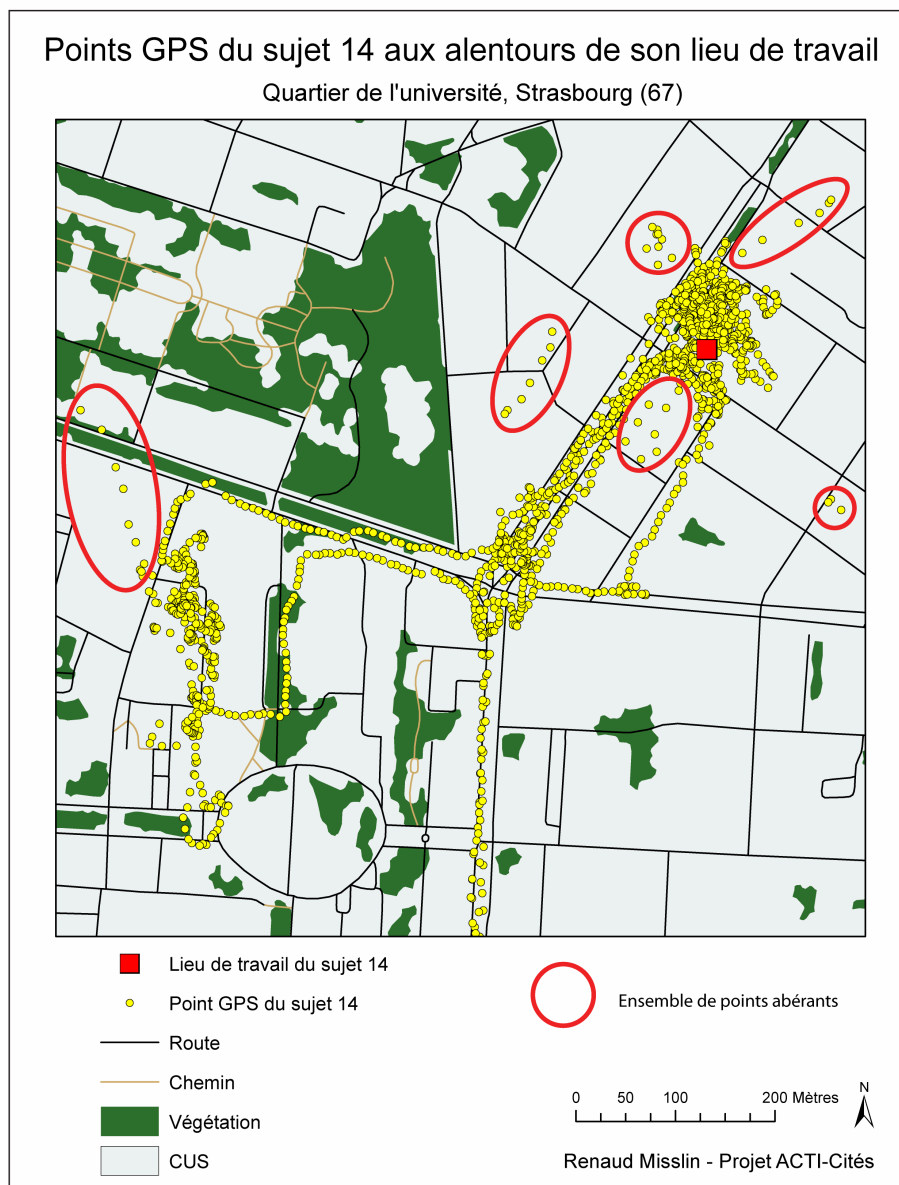 Points GPS du sujet 14 aux alentours de son lieu de travail
Quartier de l'université, Strasbourg (67)
Lieu de travail du sujet 14
Point GPS du sujet 14
Route
Chemin
Végétation
CUS
Ensemble de points abérants
0 50 100 200 Mètres
N
Renaud Misslin - Projet ACTI-Cités